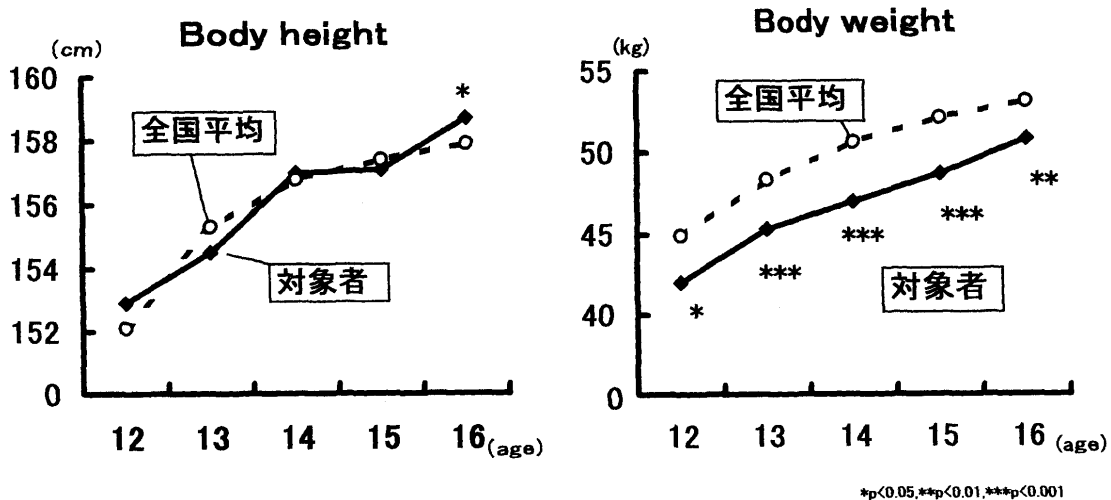 Body height
(cm)
160
158
156
154
152
0
*
全国平均
対象者
12 13 14 15 16 (age)
Body weight
(kg)
55
50
45
40
0
全国平均
対象者
* *** *** *** **
12 13 14 15 16 (age)
*p<0.05,**p<0.01,***p<0.001